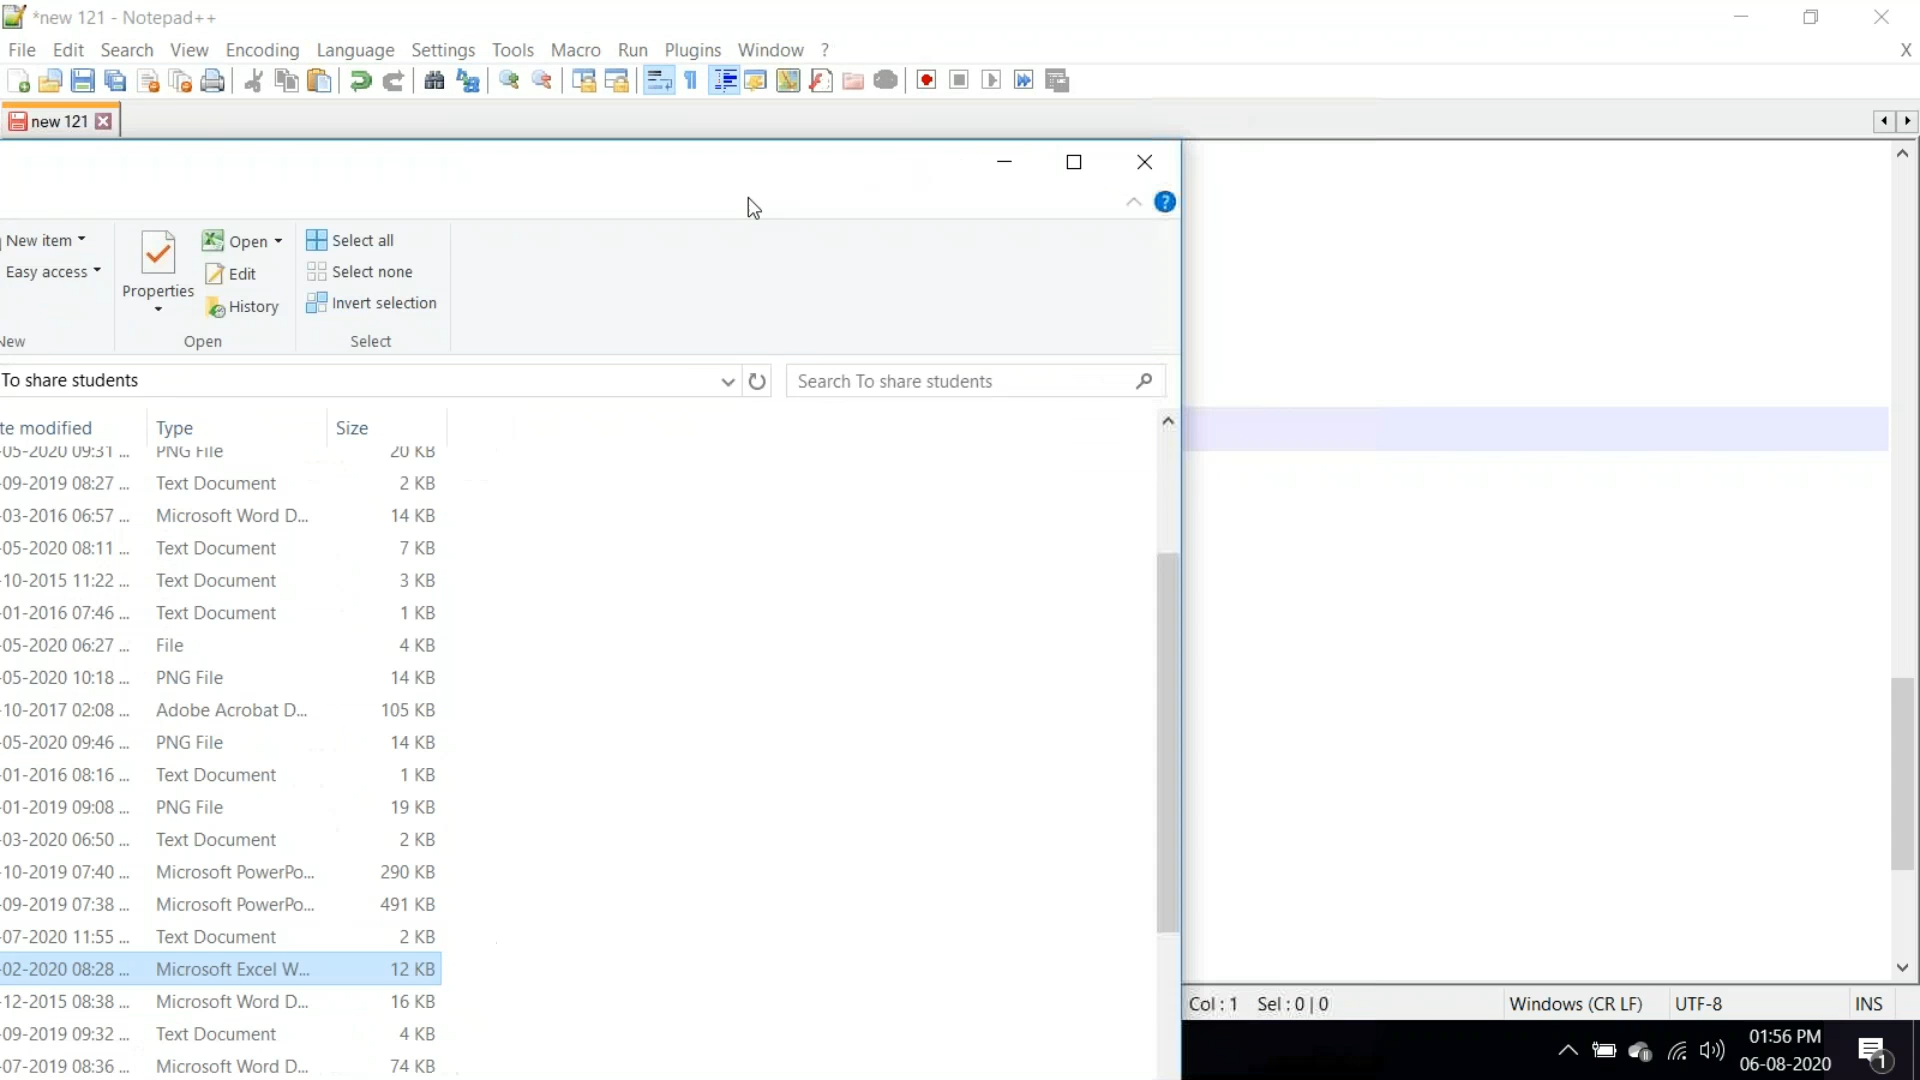 *new 121 - Notepad++
File Edit Search View Encoding Language Settings Tools Macro Run Plugins Window ?
X
new 121
New item
Easy access
Properties
Open
Edit
History
Select all
Select none
Invert selection
Open
Select
To share students
Search To share students
te modified Type Size
-05-2020 09:31 ... PNG File 20 KB
-09-2019 08:27 ... Text Document 2 KB
-03-2016 06:57 ... Microsoft Word D... 14 KB
-05-2020 08:11 ... Text Document 7 KB
-10-2015 11:22 ... Text Document 3 KB
-01-2016 07:46 ... Text Document 1 KB
-05-2020 06:27 ... File 4 KB
-05-2020 10:18 ... PNG File 14 KB
-10-2017 02:08 ... Adobe Acrobat D... 105 KB
-05-2020 09:46 ... PNG File 14 KB
-01-2016 08:16 ... Text Document 1 KB
-01-2019 09:08 ... PNG File 19 KB
-03-2020 06:50 ... Text Document 2 KB
-10-2019 07:40 ... Microsoft PowerPo... 290 KB
-09-2019 07:38 ... Microsoft PowerPo... 491 KB
-07-2020 11:55 ... Text Document 2 KB
-02-2020 08:28 ... Microsoft Excel W... 12 KB
-12-2015 08:38 ... Microsoft Word D... 16 KB
-09-2019 09:32 ... Text Document 4 KB
-07-2019 08:36 ... Microsoft Word D... 74 KB
Col : 1 Sel : 0 | 0 Windows (CR LF) UTF-8 INS
01:56 PM
06-08-2020
1